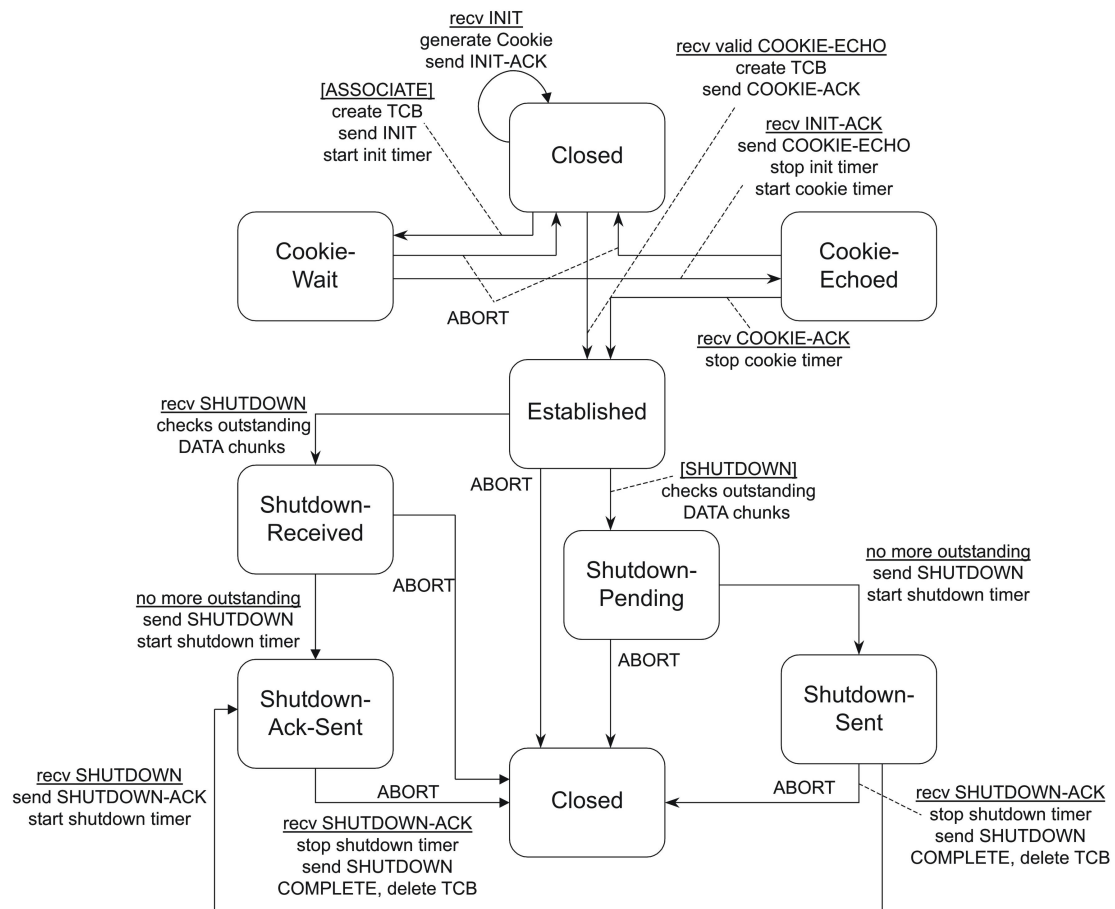 recv INIT
generate Cookie
send INIT-ACK
recv valid COOKIE-ECHO
create TCB
send COOKIE-ACK
[ASSOCIATE]
create TCB
send INIT
start init timer
recv INIT-ACK
send COOKIE-ECHO
stop init timer
start cookie timer
Closed
Cookie-
Wait
Cookie-
Echoed
ABORT
recv COOKIE-ACK
stop cookie timer
Established
recv SHUTDOWN
checks outstanding
DATA chunks
ABORT
[SHUTDOWN]
checks outstanding
DATA chunks
Shutdown-
Received
ABORT
Shutdown-
Pending
no more outstanding
send SHUTDOWN
start shutdown timer
no more outstanding
send SHUTDOWN
start shutdown timer
ABORT
Shutdown-
Ack-Sent
Shutdown-
Sent
recv SHUTDOWN
send SHUTDOWN-ACK
start shutdown timer
ABORT
Closed
ABORT
recv SHUTDOWN-ACK
stop shutdown timer
send SHUTDOWN
COMPLETE, delete TCB
recv SHUTDOWN-ACK
stop shutdown timer
send SHUTDOWN
COMPLETE, delete TCB